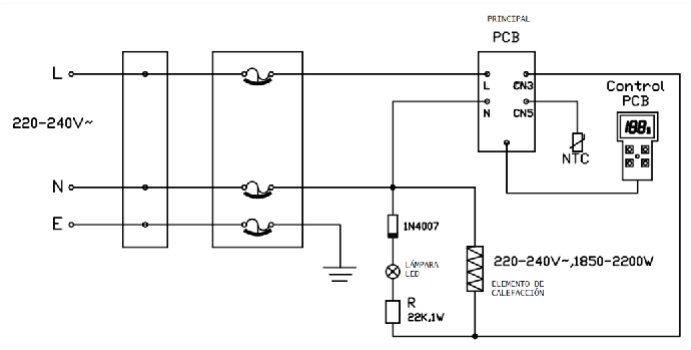 PRINCIPAL
PCB
L
L
CN3
N
CN5
Control
PCB
188
220-240V~
NTC
N
E
1N4007
LÁMPARA
LED
220-240V~,1850-2200W
ELEMENTO DE
CALEFACCIÓN
R
22K,1W